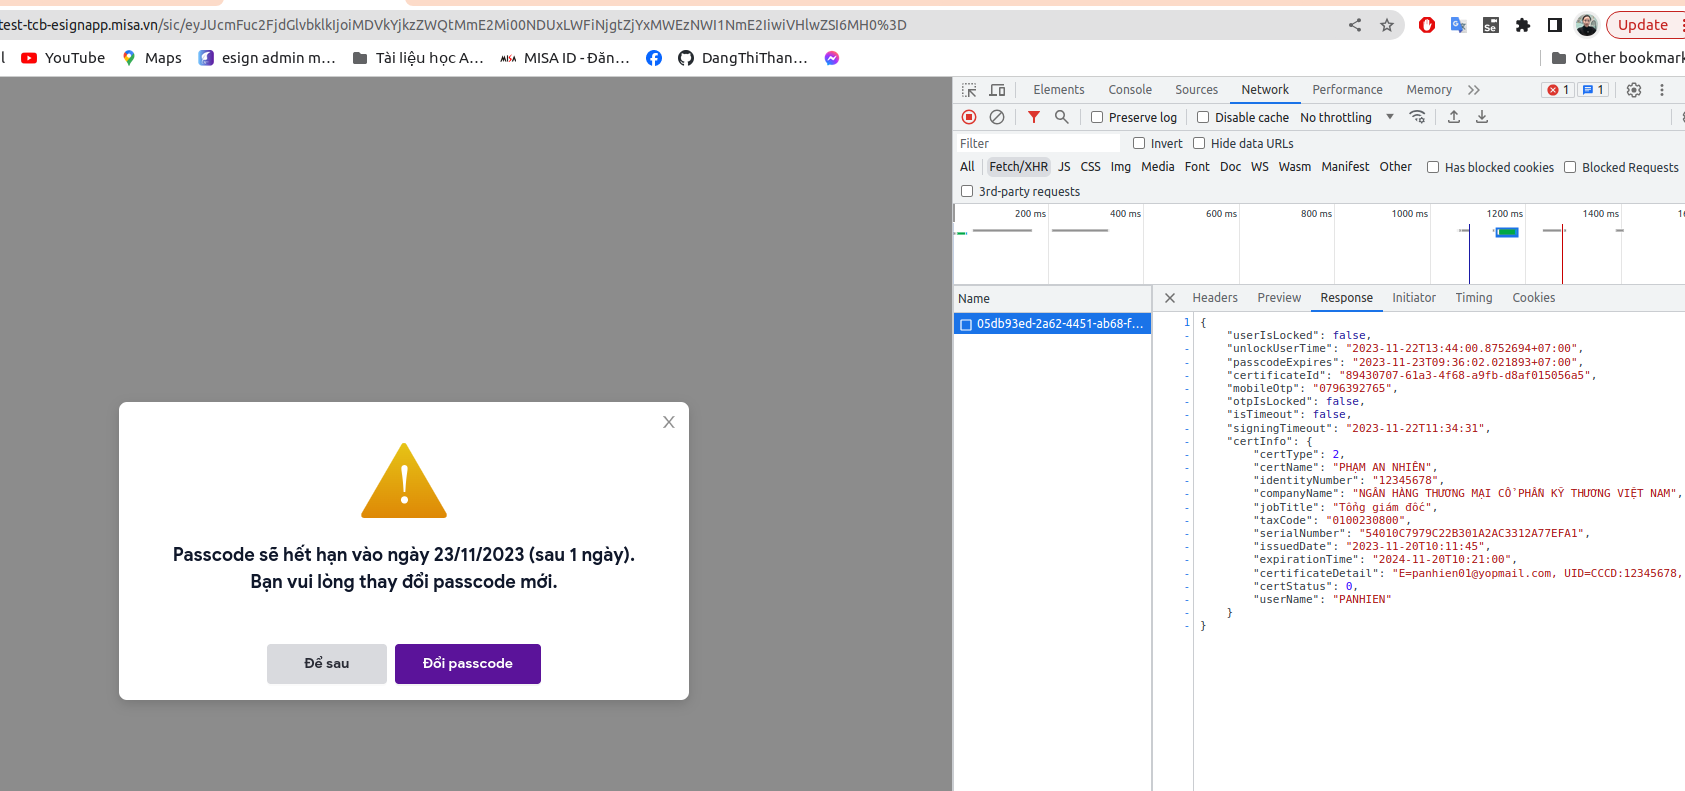 test-tcb-esignapp.misa.vn/sic/eyJUcmFuc2FjdGlvbklkIjoiMDVkYjkzZWQtMmE2Mi00NDUxLWFiNjgtZjYxMWEzNWI1NmE2IiwiVHlwZSI6MH0%3D
Update
YouTube
Maps
esign admin m...
Tài liệu học A...
MISA ID - Đăn...
DangThiThan...
Other bookmark
Elements Console Sources Network Performance Memory
1 1
Preserve log Disable cache No throttling
Filter Invert Hide data URLs
All Fetch/XHR JS CSS Img Media Font Doc WS Wasm Manifest Other Has blocked cookies Blocked Requests
3rd-party requests
200 ms 400 ms 600 ms 800 ms 1000 ms 1200 ms 1400 ms
Name
Headers Preview Response Initiator Timing Cookies
05db93ed-2a62-4451-ab68-f...
1 {
- "userIsLocked": false,
- "unlockUserTime": "2023-11-22T13:44:00.8752694+07:00",
- "passcodeExpires": "2023-11-23T09:36:02.021893+07:00",
- "certificateId": "89430707-61a3-4f68-a9fb-d8af015056a5",
- "mobileOtp": "0796392765",
- "otpIsLocked": false,
- "isTimeout": false,
- "signingTimeout": "2023-11-22T11:34:31",
- "certInfo": {
- "certType": 2,
- "certName": "PHẠM AN NHIÊN",
- "identityNumber": "12345678",
- "companyName": "NGÂN HÀNG THƯƠNG MẠI CỔ PHẦN KỸ THƯƠNG VIỆT NAM",
- "jobTitle": "Tổng giám đốc",
- "taxCode": "0100230800",
- "serialNumber": "54010C7979C22B301A2AC3312A77EFA1",
- "issuedDate": "2023-11-20T10:11:45",
- "expirationTime": "2024-11-20T10:21:00",
- "certificateDetail": "E=panhien01@yopmail.com, UID=CCCD:12345678,
- "certStatus": 0,
- "userName": "PANHIEN"
- }
- }
X
Passcode sẽ hết hạn vào ngày 23/11/2023 (sau 1 ngày).
Bạn vui lòng thay đổi passcode mới.
Để sau
Đổi passcode